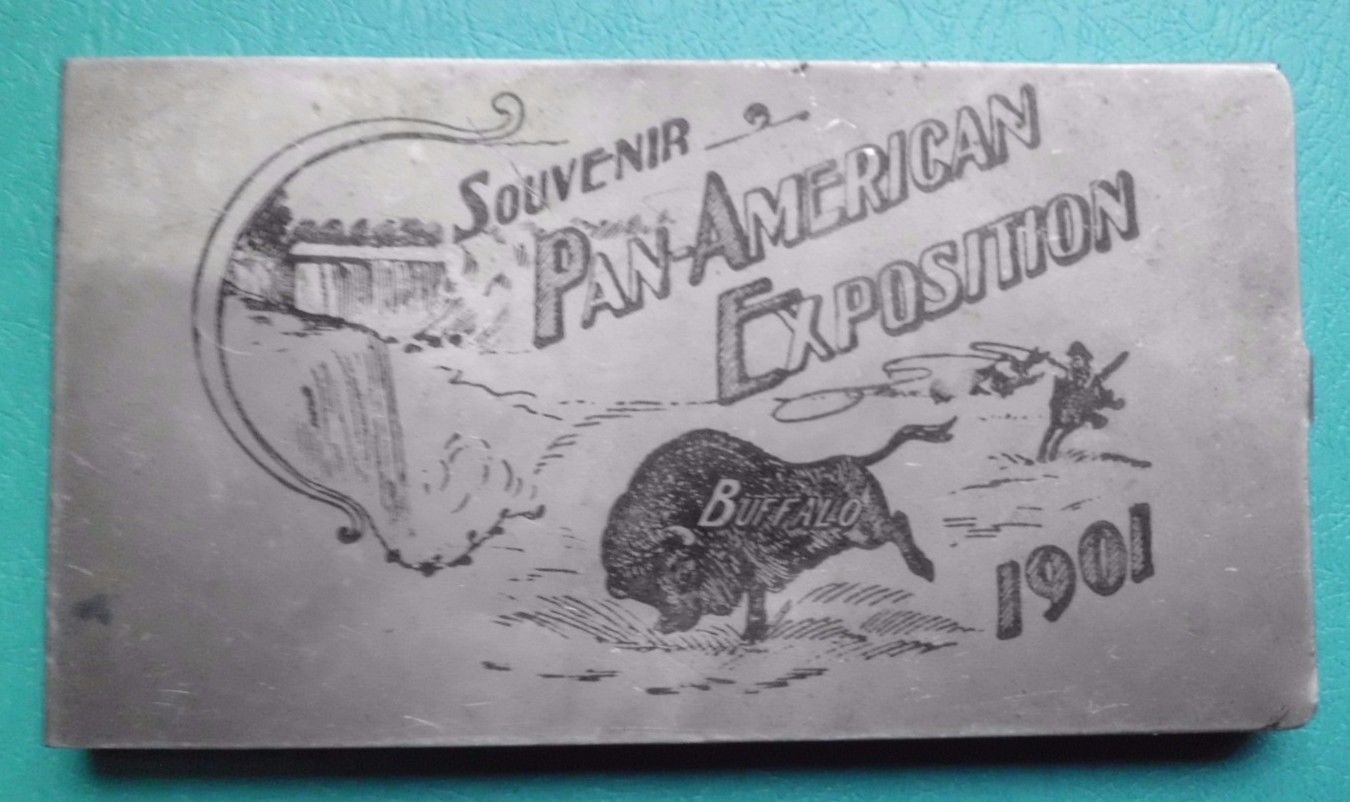 SOUVENIR
PAN-AMERICAN
EXPOSITION
BUFFALO
1901